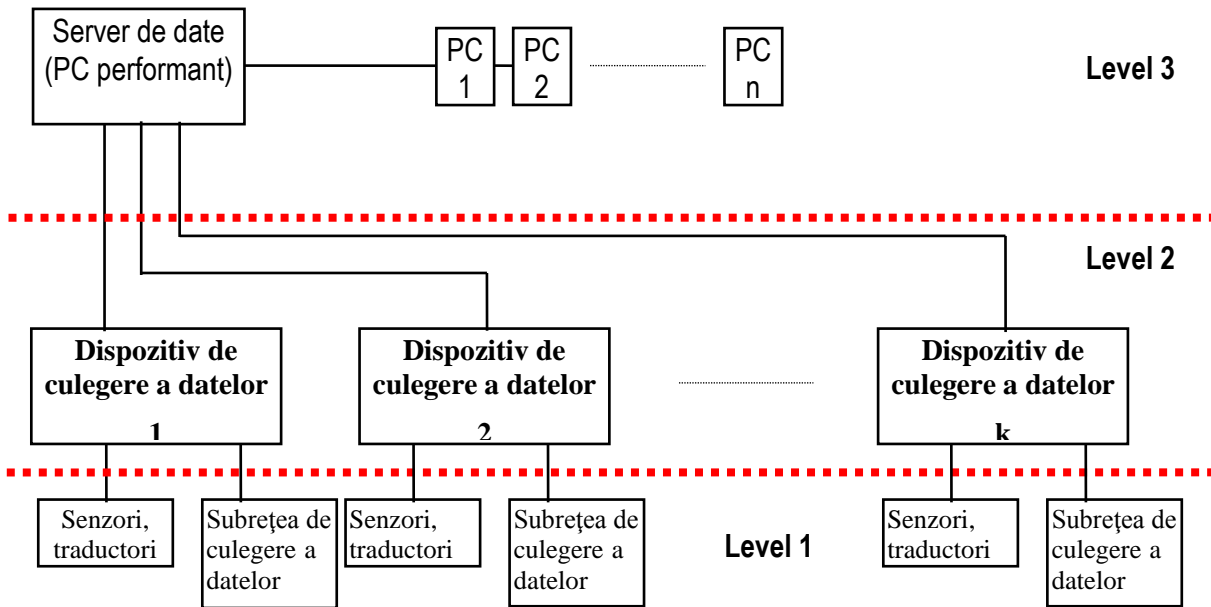 Server de date
(PC performant)
PC
1
PC
2
PC
n
Level 3
Level 2
Dispozitiv de
culegere a datelor
1
Dispozitiv de
culegere a datelor
2
Dispozitiv de
culegere a datelor
k
Senzori,
traductori
Subreţea de
culegere a
datelor
Senzori,
traductori
Subreţea de
culegere a
datelor
Level 1
Senzori,
traductori
Subreţea de
culegere a
datelor